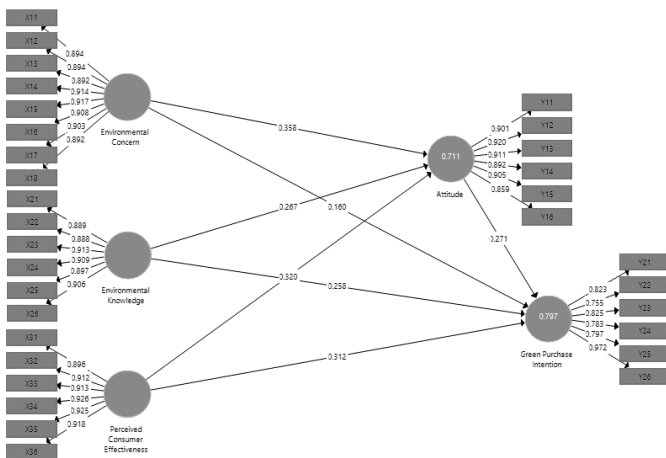 X11
X12
X13
X14
X15
X16
X17
X18
0.894
0.894
0.892
0.914
0.917
0.908
0.903
0.892
Environmental
Concern
X21
X22
X23
X24
X25
X26
0.889
0.888
0.913
0.909
0.897
0.906
Environmental
Knowledge
X31
X32
X33
X34
X35
X36
0.896
0.912
0.913
0.926
0.925
0.918
Perceived
Consumer
Effectiveness
0.358
0.267
0.160
0.320
0.258
0.312
0.711
Attitude
0.271
0.901
0.920
0.911
0.892
0.905
0.859
Y11
Y12
Y13
Y14
Y15
Y16
0.797
Green Purchase
Intention
0.823
0.755
0.825
0.783
0.797
0.972
Y21
Y22
Y23
Y24
Y25
Y26